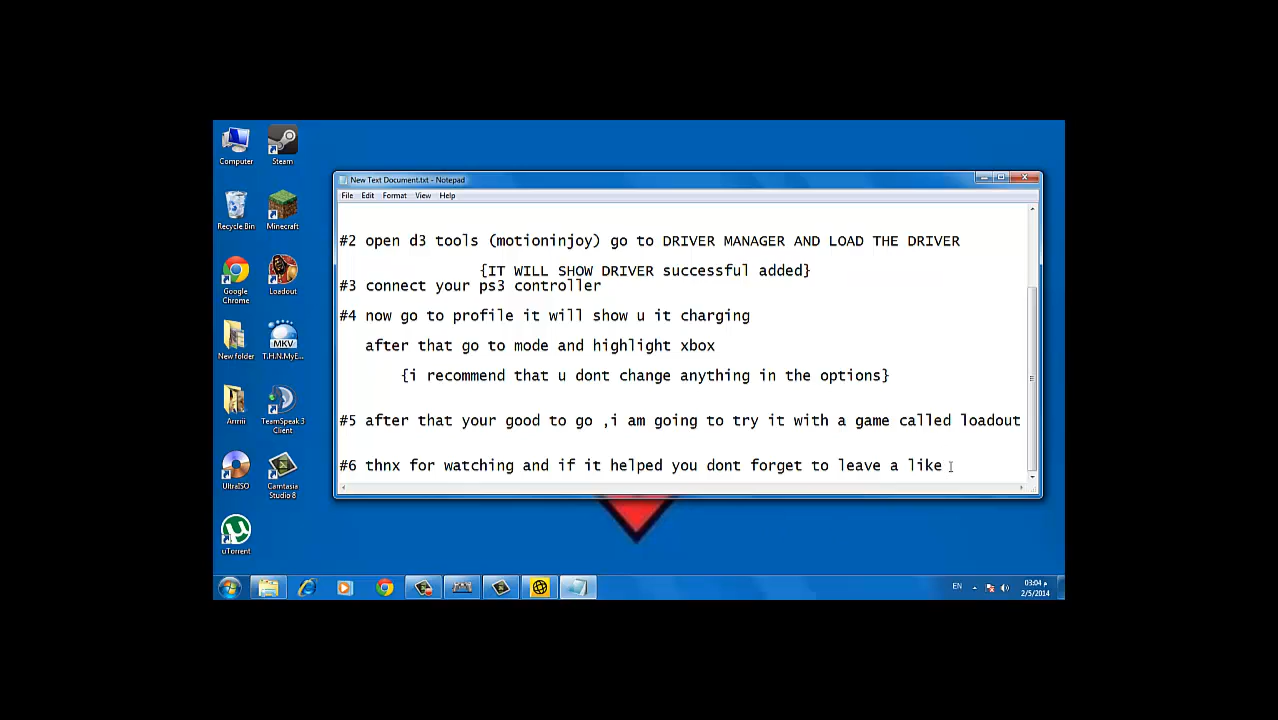 Computer
Steam
New Text Document.txt - Notepad
File Edit Format View Help
Recycle Bin
Minecraft
#2 open d3 tools (motioninjoy) go to DRIVER MANAGER AND LOAD THE DRIVER
{IT WILL SHOW DRIVER successful added}
#3 connect your ps3 controller
Google Chrome
Loadout
#4 now go to profile it will show u it charging
after that go to mode and highlight xbox
New folder
MKV
T.H.N.MyE...
{i recommend that u dont change anything in the options}
Arrriii
TeamSpeak 3 Client
#5 after that your good to go ,i am going to try it with a game called loadout
#6 thnx for watching and if it helped you dont forget to leave a like
UltraISO
Camtasia Studio 8
uTorrent
EN
03:04 م
2/5/2014